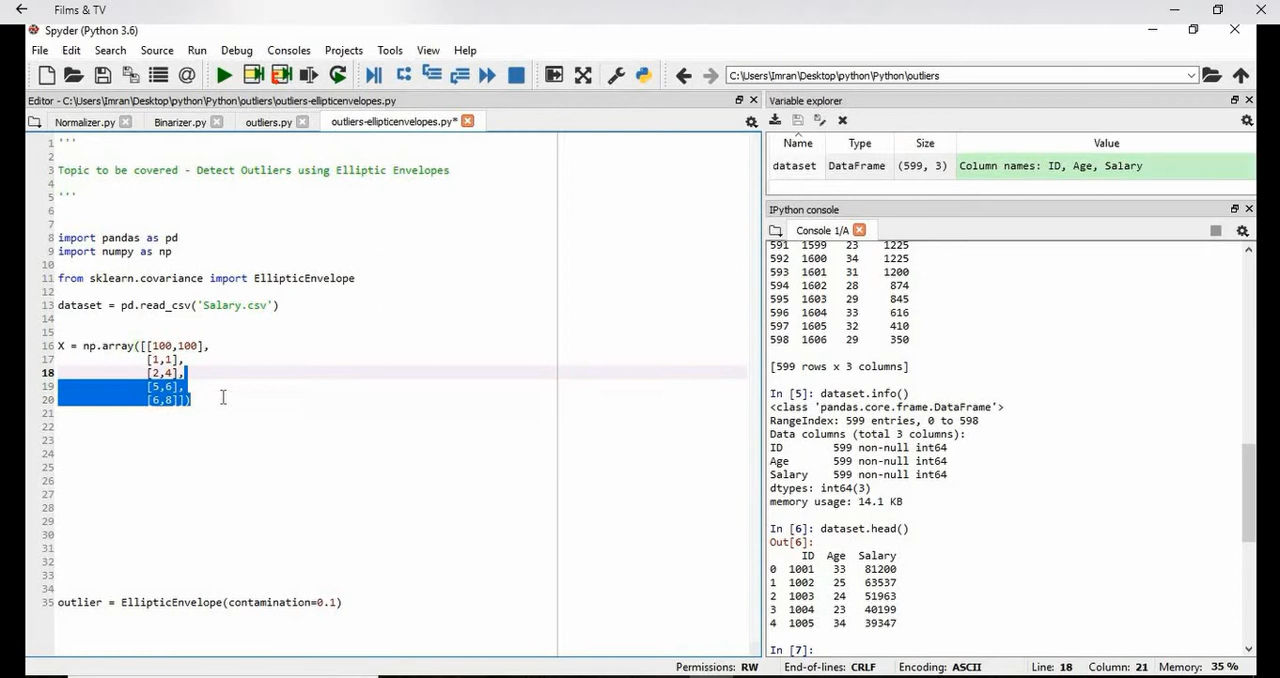 Films & TV
Spyder (Python 3.6)
File Edit Search Source Run Debug Consoles Projects Tools View Help
C:\Users\Imran\Desktop\python\Python\outliers
Editor - C:\Users\Imran\Desktop\python\Python\outliers\outliers-ellipticenvelopes.py
Normalizer.py Binarizer.py outliers.py outliers-ellipticenvelopes.py*
1 '''
2
3 Topic to be covered - Detect Outliers using Elliptic Envelopes
4
5 '''
6
7
8 import pandas as pd
9 import numpy as np
10
11 from sklearn.covariance import EllipticEnvelope
12
13 dataset = pd.read_csv('Salary.csv')
14
15
16 X = np.array([[100,100],
17 [1,1],
18 [2,4],
19 [5,6],
20 [6,8]])
21
22
23
24
25
26
27
28
29
30
31
32
33
34
35 outlier = EllipticEnvelope(contamination=0.1)
Variable explorer
Name Type Size Value
dataset DataFrame (599, 3) Column names: ID, Age, Salary
IPython console
Console 1/A
591 1599 23 1225
592 1600 34 1225
593 1601 31 1200
594 1602 28 874
595 1603 29 845
596 1604 33 616
597 1605 32 410
598 1606 29 350
[599 rows x 3 columns]
In [5]: dataset.info()
<class 'pandas.core.frame.DataFrame'>
RangeIndex: 599 entries, 0 to 598
Data columns (total 3 columns):
ID 599 non-null int64
Age 599 non-null int64
Salary 599 non-null int64
dtypes: int64(3)
memory usage: 14.1 KB
In [6]: dataset.head()
Out[6]:
ID Age Salary
0 1001 33 81200
1 1002 25 63537
2 1003 24 51963
3 1004 23 40199
4 1005 34 39347
In [7]:
Permissions: RW End-of-lines: CRLF Encoding: ASCII Line: 18 Column: 21 Memory: 35 %